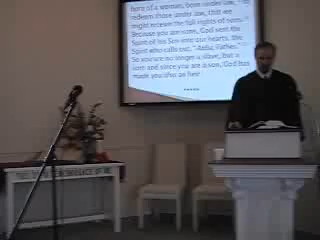 born of a woman, born under law, to
redeem those under law, that we
might receive the full rights of sons.
Because you are sons, God sent the
Spirit of his Son into our hearts, the
Spirit who calls out, "Abba, Father."
So you are no longer a slave, but a
son; and since you are a son, God has
made you also an heir.
*****
REMEMBRANCE OF ME